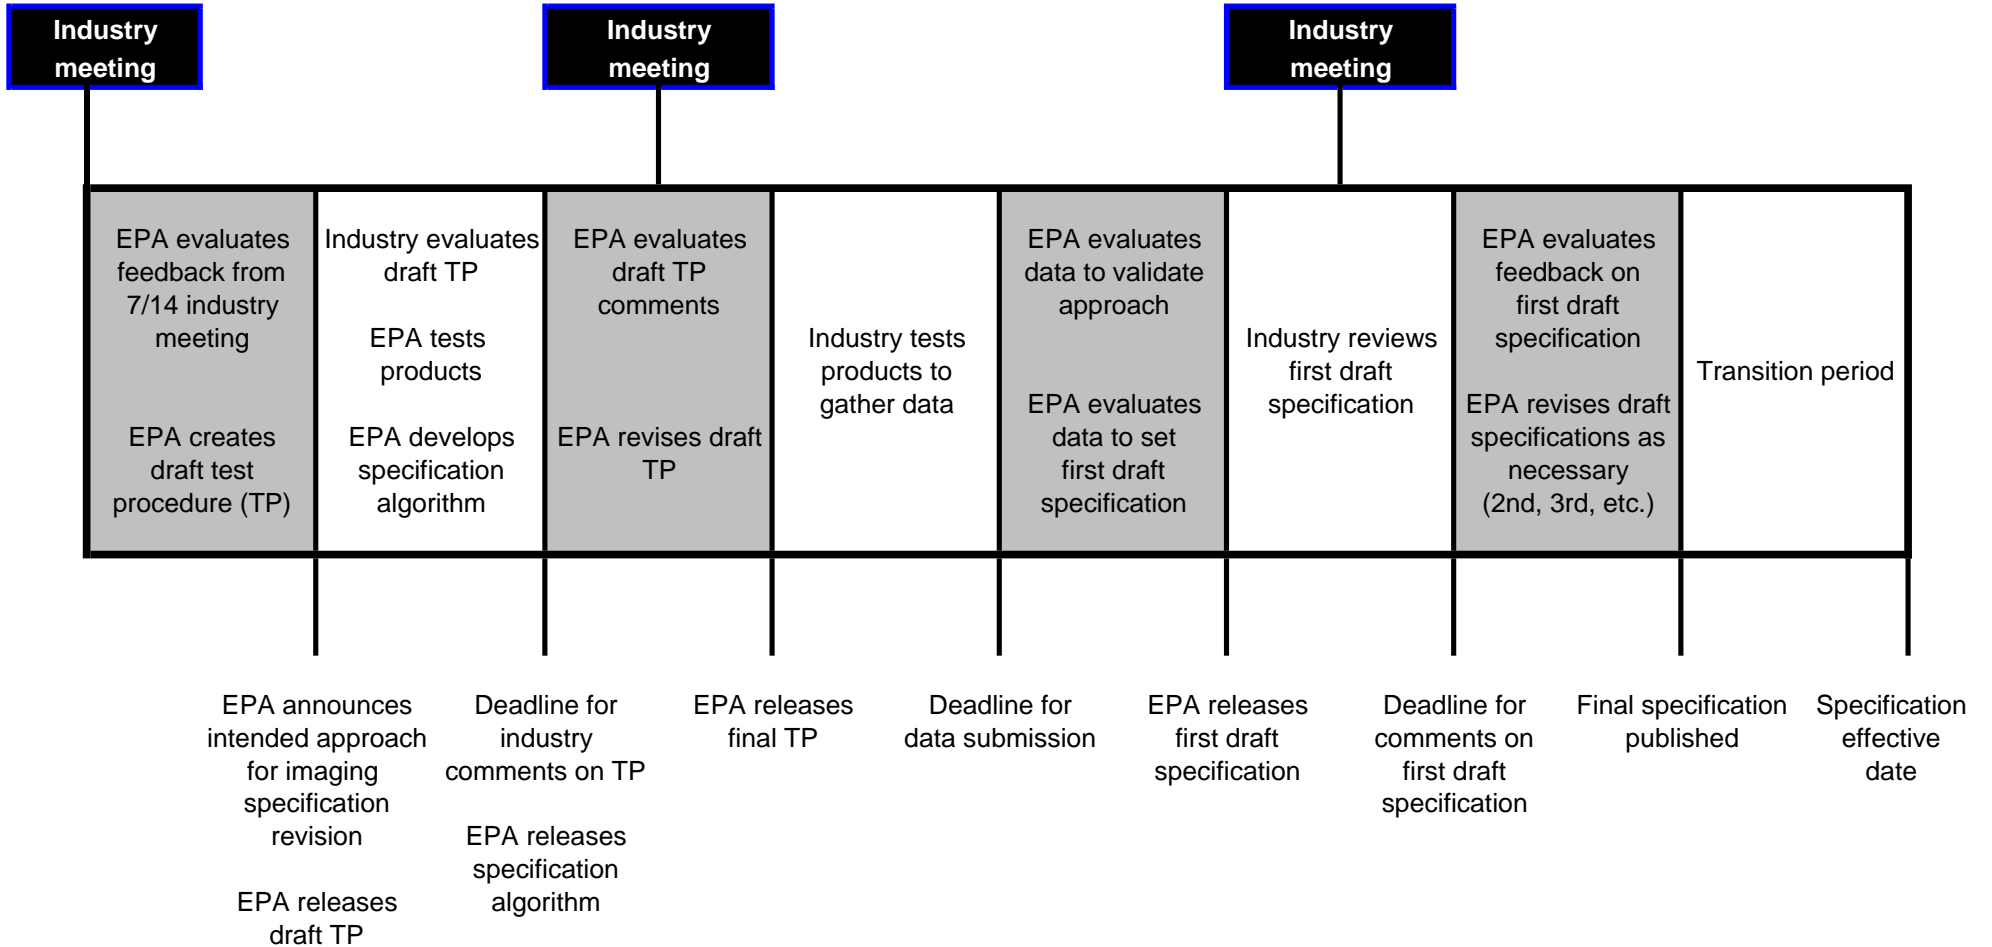 Industry
meeting
Industry
meeting
Industry
meeting
EPA evaluates
feedback from
7/14 industry
meeting
EPA creates
draft test
procedure (TP)
Industry evaluates
draft TP
EPA tests
products
EPA develops
specification
algorithm
EPA evaluates
draft TP
comments
EPA revises draft
TP
Industry tests
products to
gather data
EPA evaluates
data to validate
approach
EPA evaluates
data to set
first draft
specification
Industry reviews
first draft
specification
EPA evaluates
feedback on
first draft
specification
EPA revises draft
specifications as
necessary
(2nd, 3rd, etc.)
Transition period
EPA announces
intended approach
for imaging
specification
revision
EPA releases
draft TP
Deadline for
industry
comments on TP
EPA releases
specification
algorithm
EPA releases
final TP
Deadline for
data submission
EPA releases
first draft
specification
Deadline for
comments on
first draft
specification
Final specification
published
Specification
effective
date